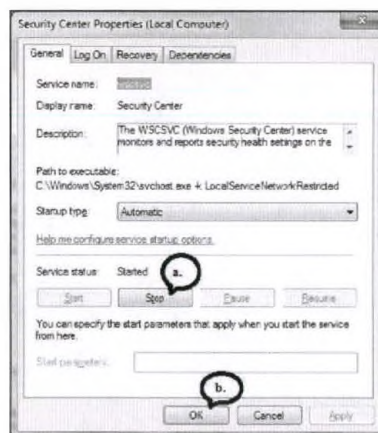 Security Center Properties (Local Computer)
General Log On Recovery Dependencies
Service name:
Display name: Security Center
Description: The WSCSVC (Windows Security Center) service
monitors and reports security health settings on the
Path to executable:
C:\Windows\System32\svchost.exe -k LocalServiceNetworkRestricted
Startup type: Automatic
Help me configure service startup options.
Service status: Started a.
Start Stop Pause Resume
You can specify the start parameters that apply when you start the service
from here.
Start parameters:
b.
OK Cancel Apply